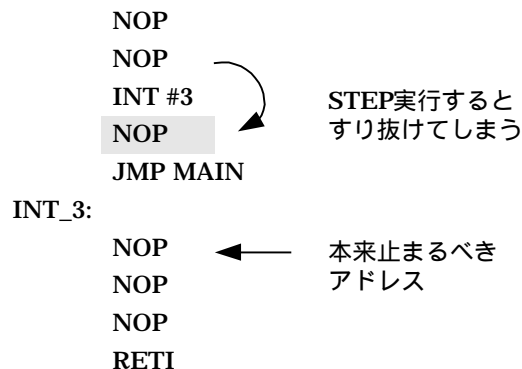 NOP
NOP
INT #3
NOP
JMP MAIN
STEP実行すると
すり抜けてしまう
INT_3:
NOP
NOP
NOP
RETI
本来止まるべき
アドレス